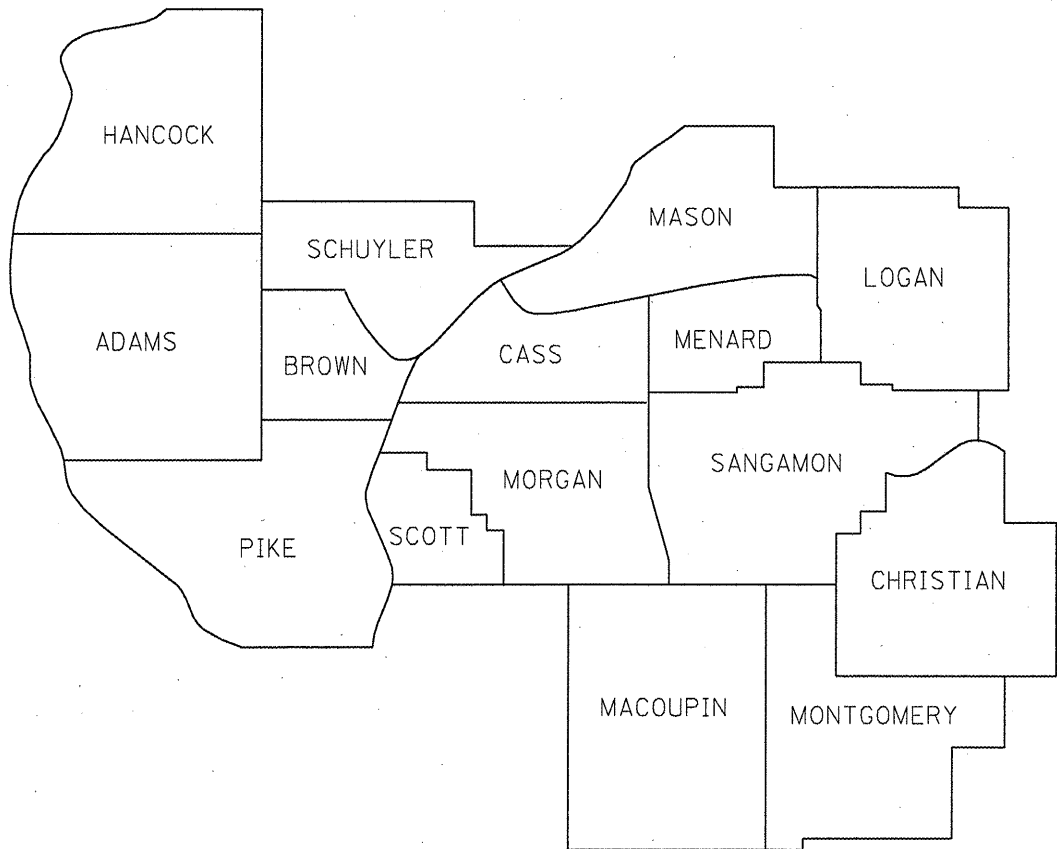 HANCOCK
MASON
SCHUYLER
LOGAN
ADAMS
MENARD
CASS
BROWN
SANGAMON
MORGAN
SCOTT
PIKE
CHRISTIAN
MACOUPIN
MONTGOMERY